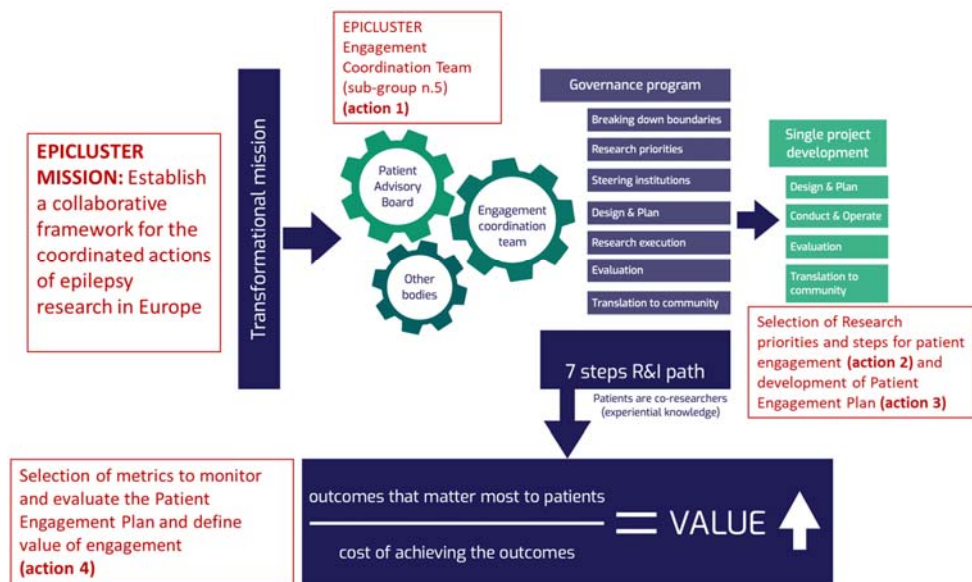 EPICLUSTER
Engagement
Coordination Team
(sub-group n.5)
(action 1)
EPICLUSTER
MISSION: Establish
a collaborative
framework for the
coordinated actions
of epilepsy
research in Europe
Transformational mission
Patient
Advisory
Board
Engagement
coordination
team
Other
bodies
Governance program
Breaking down boundaries
Research priorities
Steering institutions
Design & Plan
Research execution
Evaluation
Translation to community
Single project
development
Design & Plan
Conduct & Operate
Evaluation
Translation to
community
Selection of Research
priorities and steps for patient
engagement (action 2) and
development of Patient
Engagement Plan (action 3)
7 steps R&I path
Patients are co-researchers
(experiential knowledge)
Selection of metrics to monitor
and evaluate the Patient
Engagement Plan and define
value of engagement
(action 4)
outcomes that matter most to patients
cost of achieving the outcomes
= VALUE